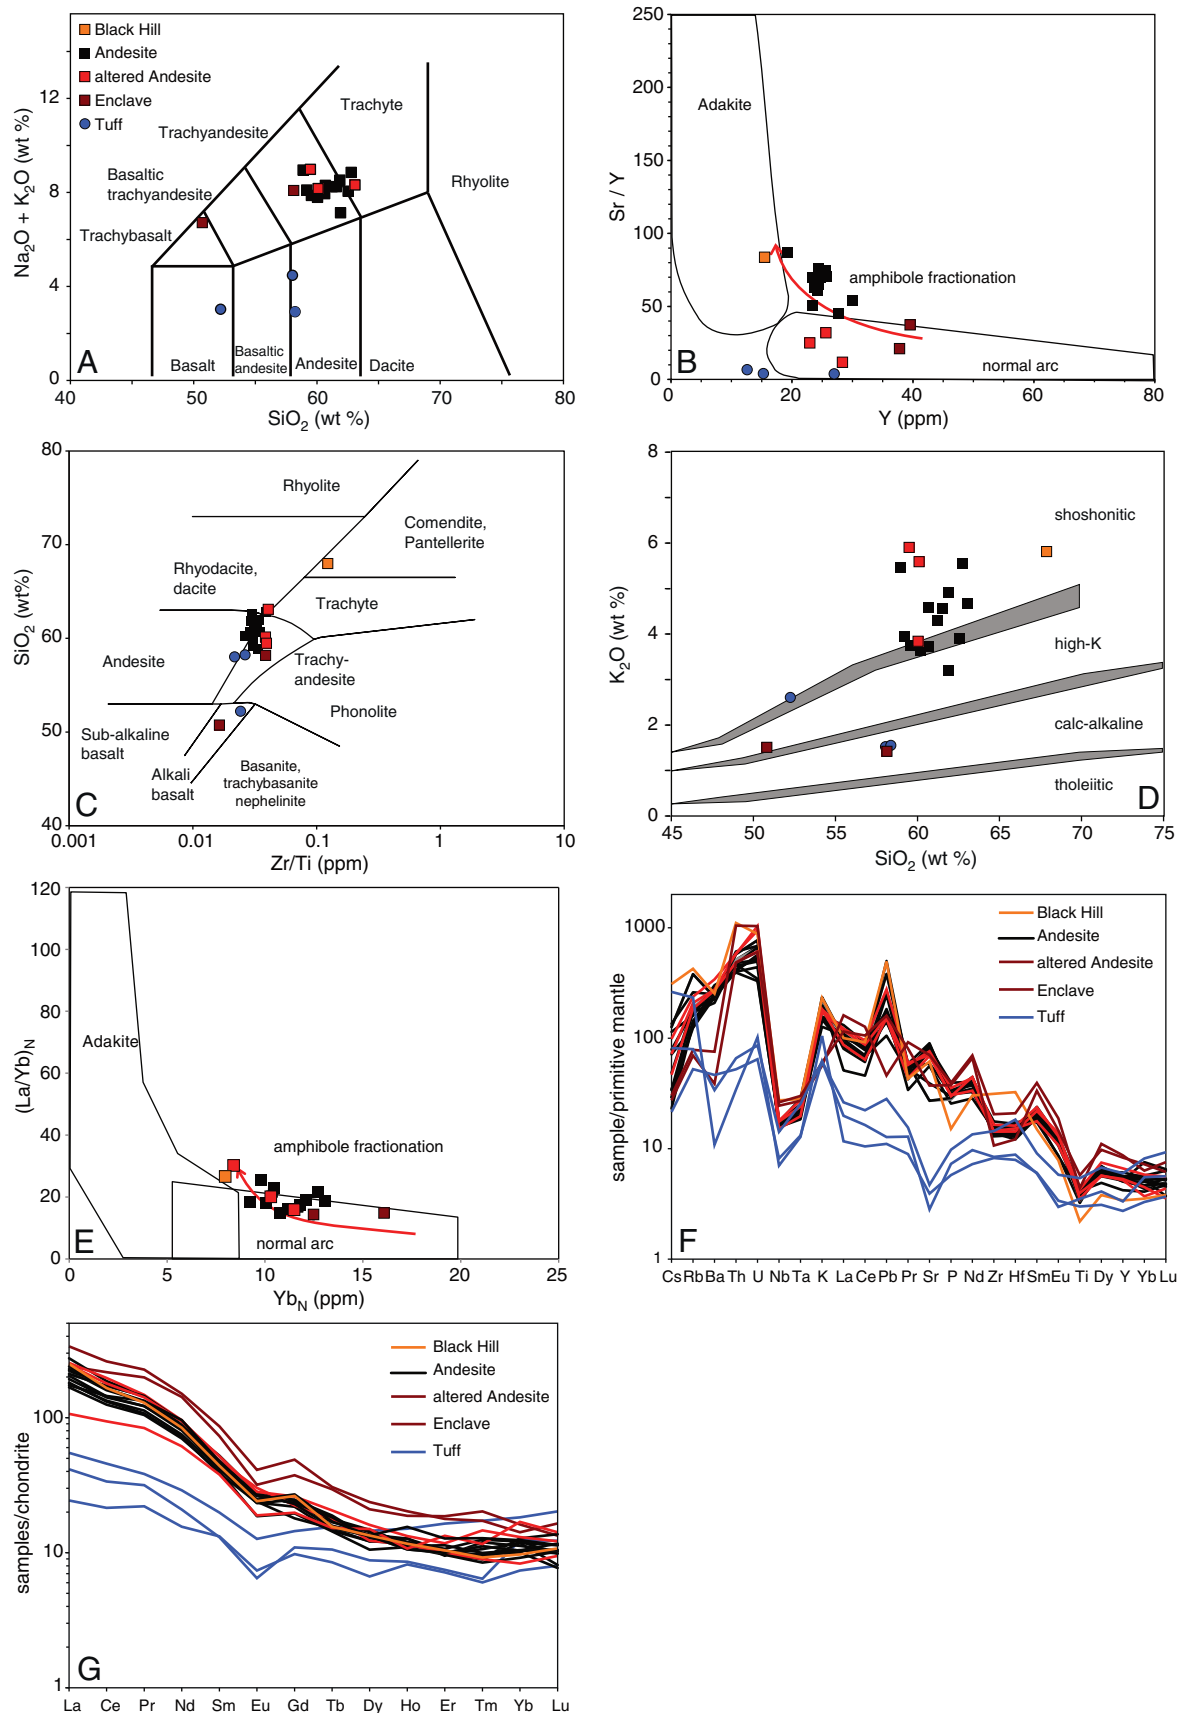 Black Hill
Andesite
altered Andesite
Enclave
Tuff
Trachyte
Trachyandesite
Basaltic
trachyandesite
Rhyolite
Trachybasalt
Basalt
Basaltic
andesite
Andesite
Dacite
A
12
8
4
0
40
50
60
70
80
Na2O + K2O (wt %)
SiO2 (wt %)
250
200
150
100
50
0
Sr / Y
Adakite
amphibole fractionation
normal arc
B
0
20
40
60
80
Y (ppm)
80
70
60
50
40
SiO2 (wt%)
Rhyolite
Comendite,
Pantellerite
Rhyodacite,
dacite
Trachyte
Andesite
Trachy-
andesite
Phonolite
Sub-alkaline
basalt
Alkali
basalt
Basanite,
trachybasanite
nephelinite
C
0.001
0.01
0.1
1
10
Zr/Ti (ppm)
8
6
4
2
0
K2O (wt %)
shoshonitic
high-K
calc-alkaline
tholeiitic
D
45
50
55
60
65
70
75
SiO2 (wt %)
120
100
80
60
40
20
0
(La/Yb)N
Adakite
amphibole fractionation
normal arc
E
0
5
10
15
20
25
YbN (ppm)
1000
100
10
1
sample/primitive mantle
Black Hill
Andesite
altered Andesite
Enclave
Tuff
F
Cs Rb Ba Th U Nb Ta K La Ce Pb Pr Sr P Nd Zr Hf Sm Eu Ti Dy Y Yb Lu
100
10
1
samples/chondrite
Black Hill
Andesite
altered Andesite
Enclave
Tuff
G
La Ce Pr Nd Sm Eu Gd Tb Dy Ho Er Tm Yb Lu